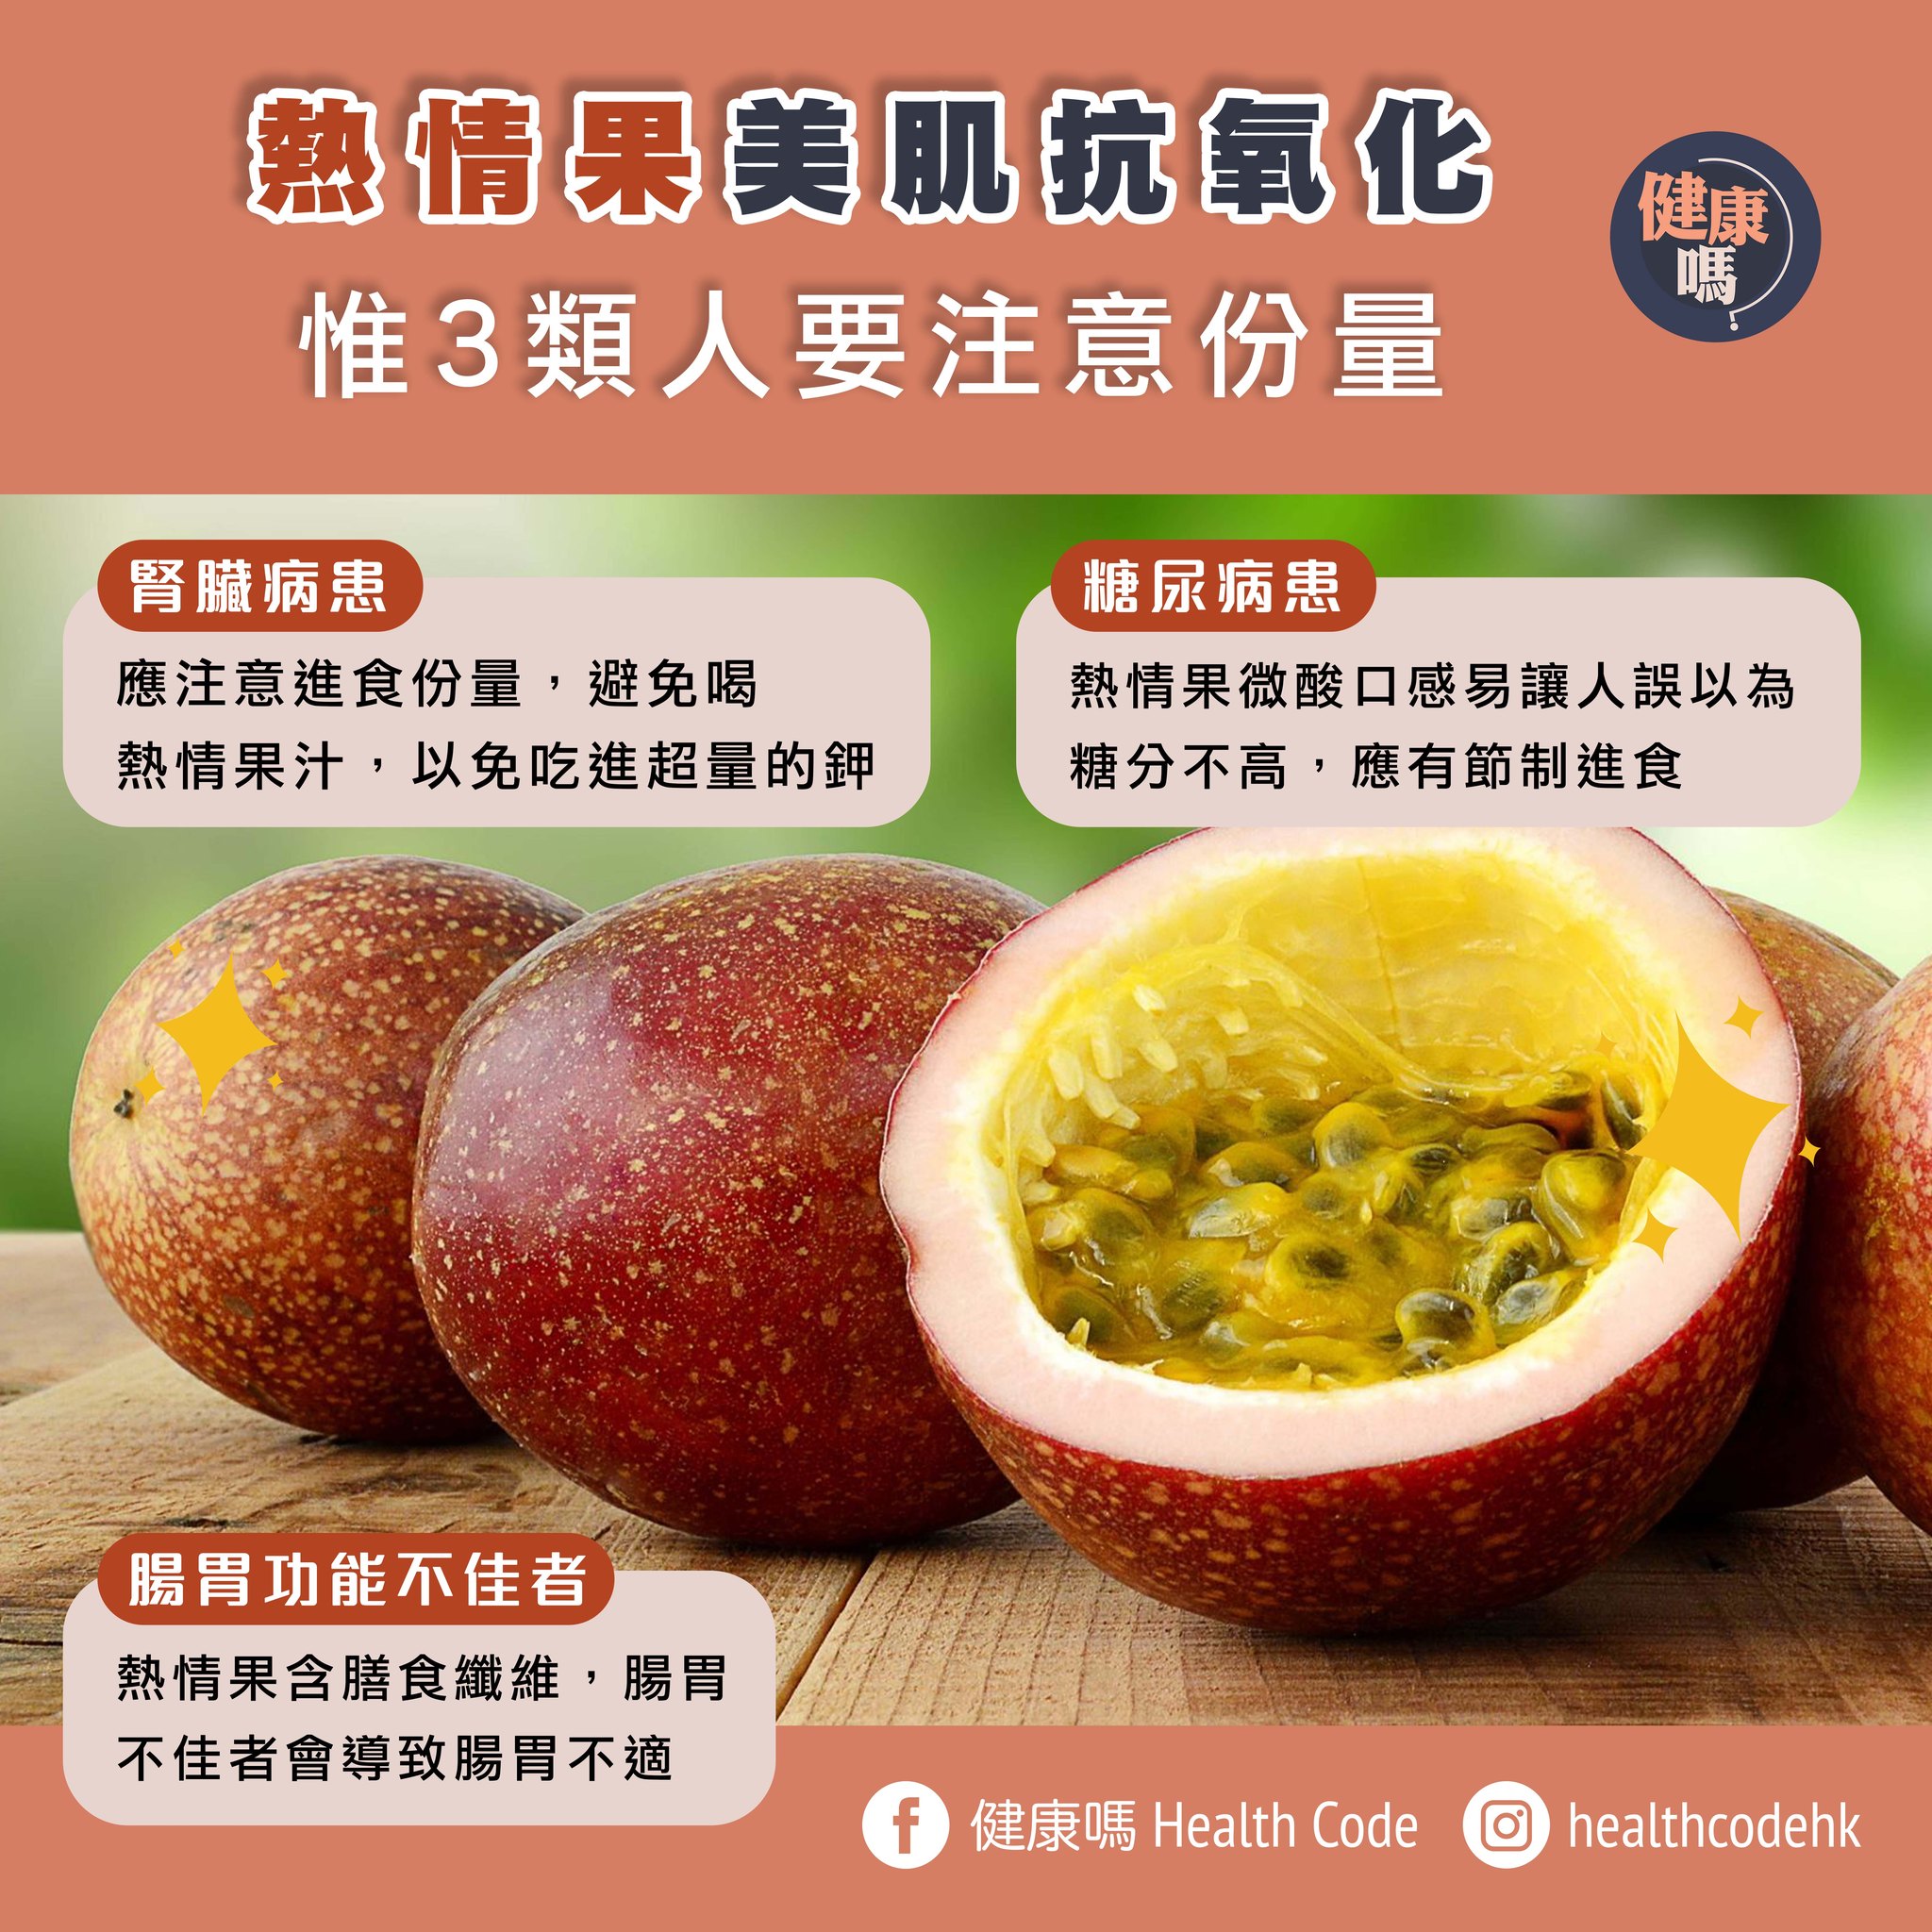 熱情果美肌抗氧化
惟3類人要注意份量
健康
嗎?
腎臟病患
應注意進食份量，避免喝
熱情果汁，以免吃進超量的鉀
糖尿病患
熱情果微酸口感易讓人誤以為
糖分不高，應有節制進食
腸胃功能不佳者
熱情果含膳食纖維，腸胃
不佳者會導致腸胃不適
健康嗎 Health Code
healthcodehk